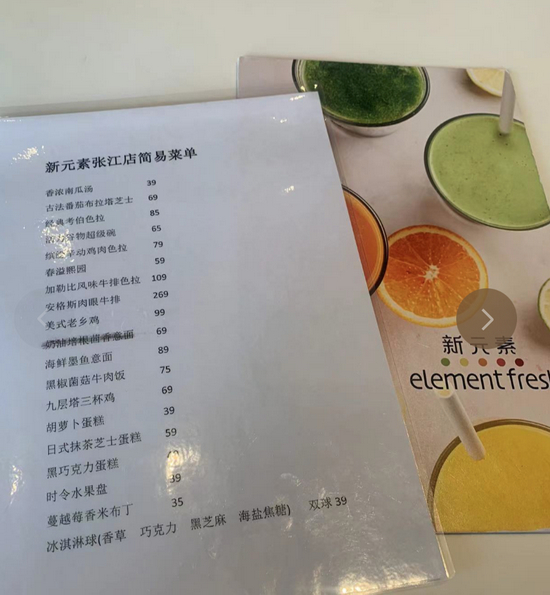 新元素张江店简易菜单
香浓南瓜汤 39
古法番茄布拉塔芝士 69
经典考伯色拉 85
谷物超级碗 65
缤纷律动鸡肉色拉 79
春溢熙园 59
加勒比风味牛排色拉 109
安格斯肉眼牛排 269
美式老乡鸡 99
奶油培根茴香意面 69
海鲜墨鱼意面 89
黑椒菌菇牛肉饭 75
九层塔三杯鸡 69
胡萝卜蛋糕 39
日式抹茶芝士蛋糕 59
黑巧克力蛋糕
时令水果盘 39
蔓越莓香米布丁 35
冰淇淋球(香草 巧克力 黑芝麻 海盐焦糖) 双球 39
新元素
element fresh